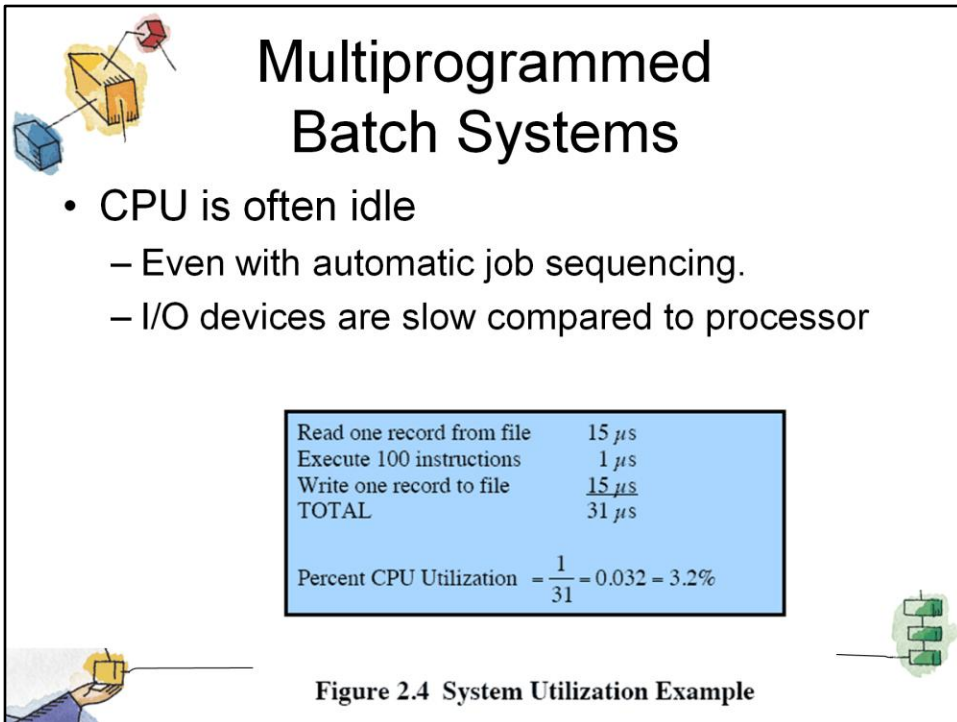 Multiprogrammed
Batch Systems
• CPU is often idle
– Even with automatic job sequencing.
– I/O devices are slow compared to processor
Read one record from file 15 μs
Execute 100 instructions 1 μs
Write one record to file 15 μs
TOTAL 31 μs
Percent CPU Utilization = 1/31 = 0.032 = 3.2%
Figure 2.4 System Utilization Example